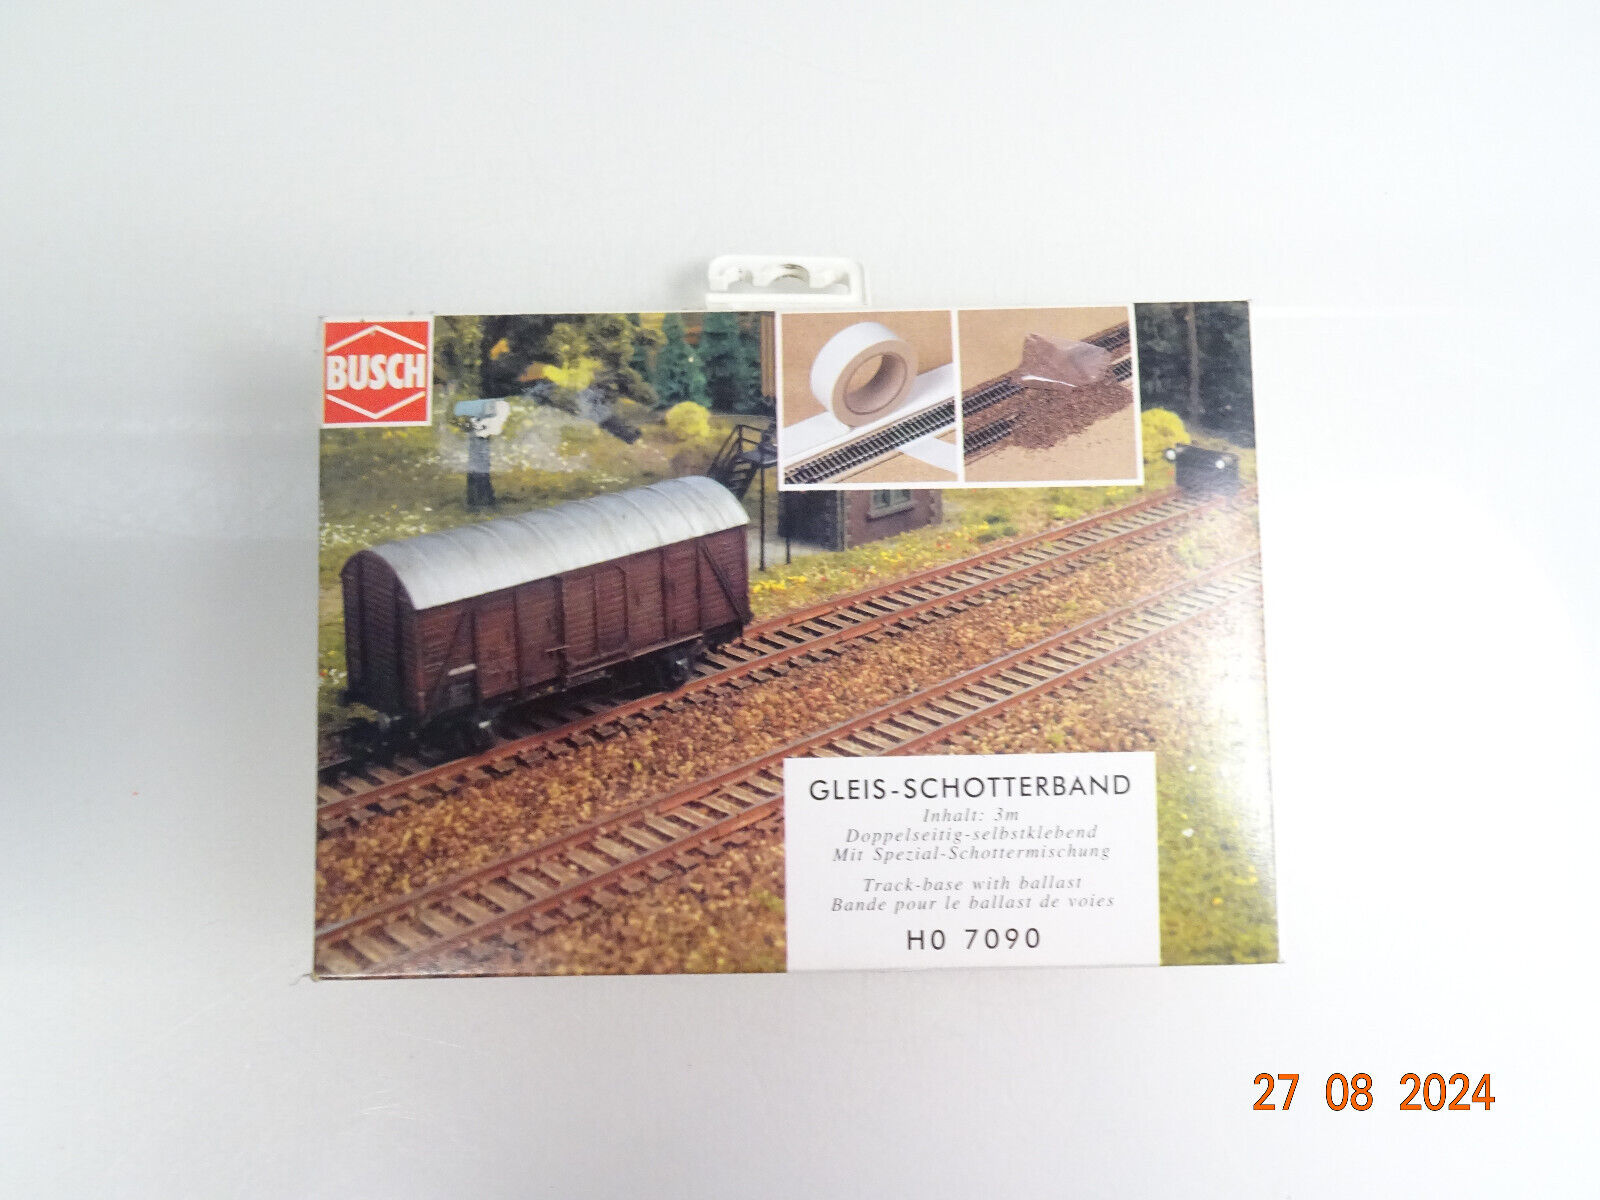 BUSCH
GLEIS-SCHOTTERBAND
Inhalt: 3m
Doppelseitig-selbstklebend
Mit Spezial-Schottermischung
Track-base with ballast
Bande pour le ballast de voies
H0 7090
27 08 2024